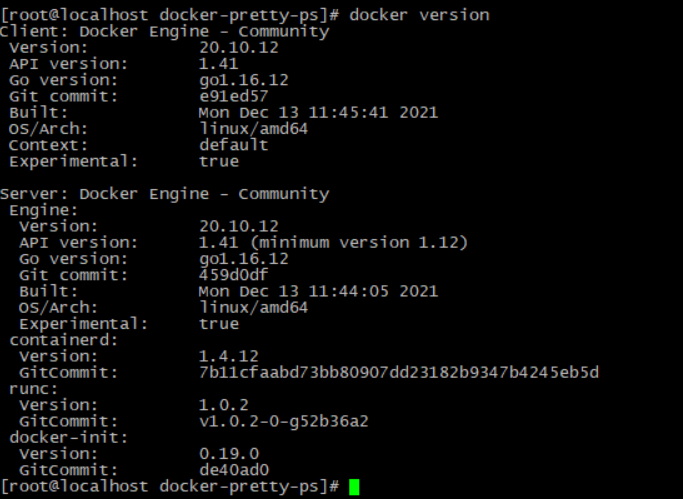 [root@localhost docker-pretty-ps]# docker version
Client: Docker Engine - Community
 Version:           20.10.12
 API version:       1.41
 Go version:        go1.16.12
 Git commit:        e91ed57
 Built:             Mon Dec 13 11:45:41 2021
 OS/Arch:           linux/amd64
 Context:           default
 Experimental:      true

Server: Docker Engine - Community
 Engine:
  Version:          20.10.12
  API version:      1.41 (minimum version 1.12)
  Go version:       go1.16.12
  Git commit:       459d0df
  Built:            Mon Dec 13 11:44:05 2021
  OS/Arch:          linux/amd64
  Experimental:     true
 containerd:
  Version:          1.4.12
  GitCommit:        7b11cfaabd73bb80907dd23182b9347b4245eb5d
 runc:
  Version:          1.0.2
  GitCommit:        v1.0.2-0-g52b36a2
 docker-init:
  Version:          0.19.0
  GitCommit:        de40ad0
[root@localhost docker-pretty-ps]#